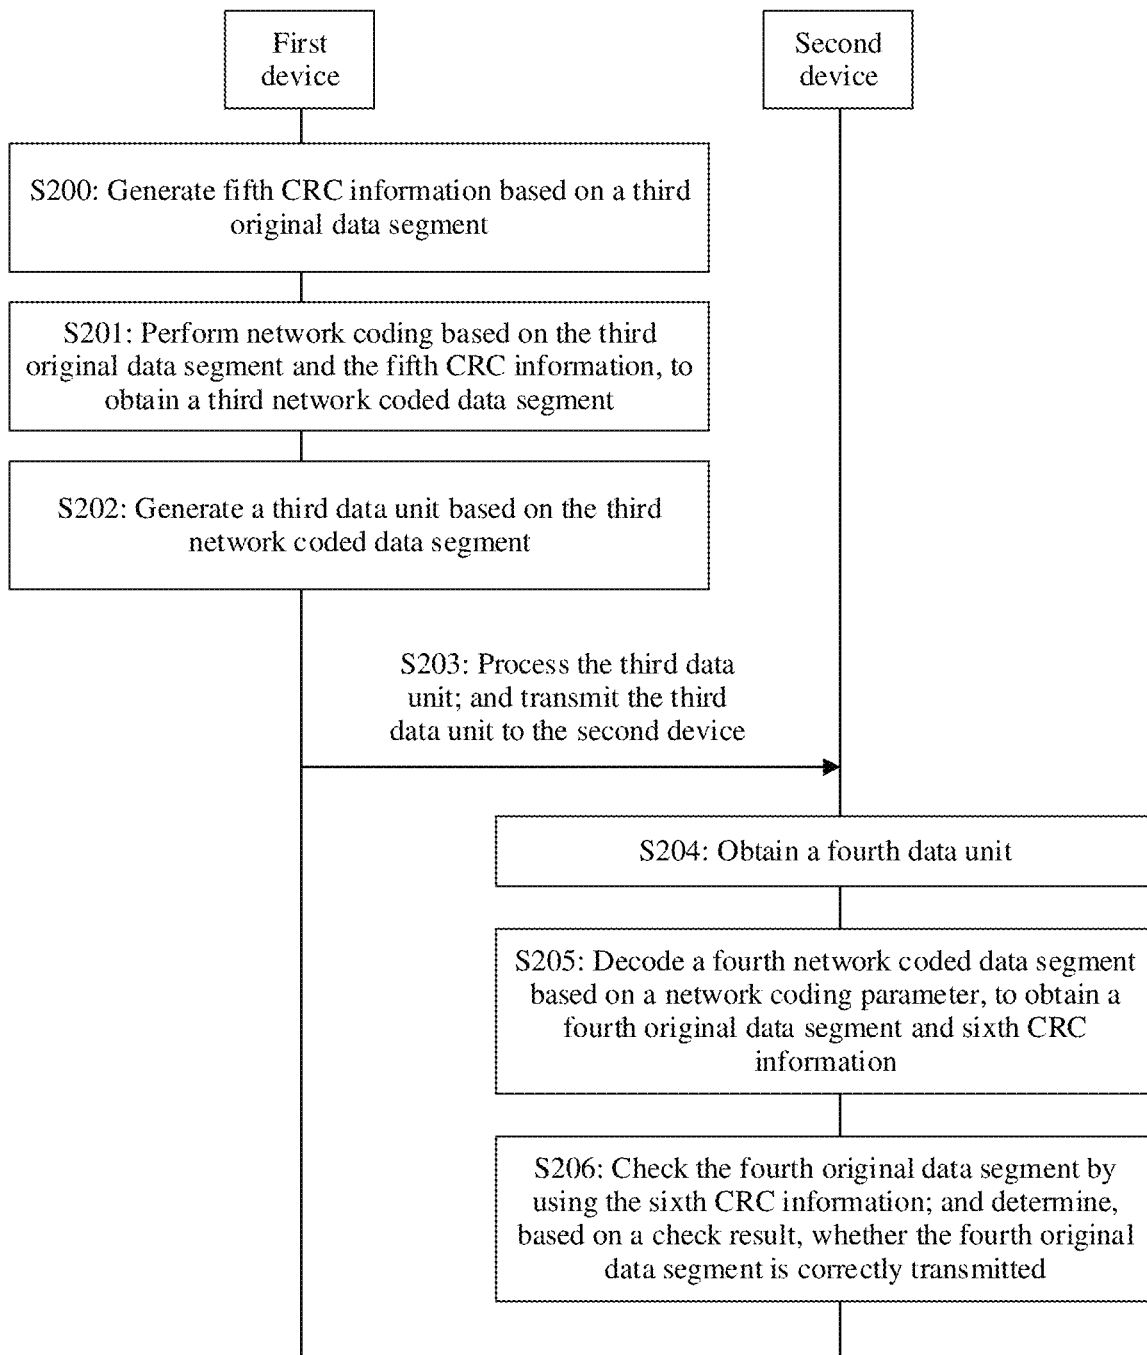 First
device
Second
device
S200: Generate fifth CRC information based on a third
original data segment
S201: Perform network coding based on the third
original data segment and the fifth CRC information, to
obtain a third network coded data segment
S202: Generate a third data unit based on the third
network coded data segment
S203: Process the third data
unit; and transmit the third
data unit to the second device
S204: Obtain a fourth data unit
S205: Decode a fourth network coded data segment
based on a network coding parameter, to obtain a
fourth original data segment and sixth CRC
information
S206: Check the fourth original data segment by
using the sixth CRC information; and determine,
based on a check result, whether the fourth original
data segment is correctly transmitted